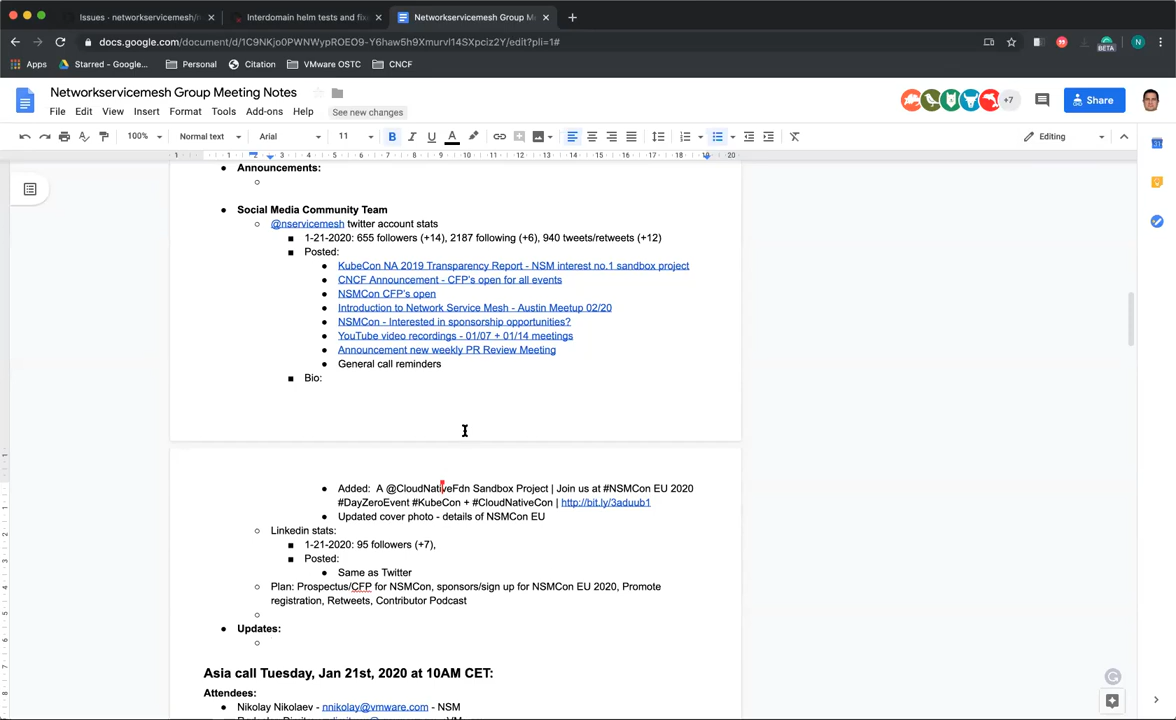 Issues · networkservicemesh/n
Interdomain helm tests and fix
Networkservicemesh Group Me
docs.google.com/document/d/1C9NKjo0PWNWypROEO9-Y6haw5h9Xmurvl14SXpciz2Y/edit?pli=1#
BETA
N
Apps
Starred - Google...
Personal
Citation
VMware OSTC
CNCF
Networkservicemesh Group Meeting Notes
File Edit View Insert Format Tools Add-ons Help See new changes
+7
Share
100% Normal text Arial 11 B I U A Editing
Announcements:
Social Media Community Team
@nservicemesh twitter account stats
1-21-2020: 655 followers (+14), 2187 following (+6), 940 tweets/retweets (+12)
Posted:
KubeCon NA 2019 Transparency Report - NSM interest no.1 sandbox project
CNCF Announcement - CFP's open for all events
NSMCon CFP's open
Introduction to Network Service Mesh - Austin Meetup 02/20
NSMCon - Interested in sponsorship opportunities?
YouTube video recordings - 01/07 + 01/14 meetings
Announcement new weekly PR Review Meeting
General call reminders
Bio:
Added: A @CloudNativeFdn Sandbox Project | Join us at #NSMCon EU 2020
#DayZeroEvent #KubeCon + #CloudNativeCon | http://bit.ly/3aduub1
Updated cover photo - details of NSMCon EU
Linkedin stats:
1-21-2020: 95 followers (+7),
Posted:
Same as Twitter
Plan: Prospectus/CFP for NSMCon, sponsors/sign up for NSMCon EU 2020, Promote
registration, Retweets, Contributor Podcast
Updates:
Asia call Tuesday, Jan 21st, 2020 at 10AM CET:
Attendees:
Nikolay Nikolaev - nnikolay@vmware.com - NSM